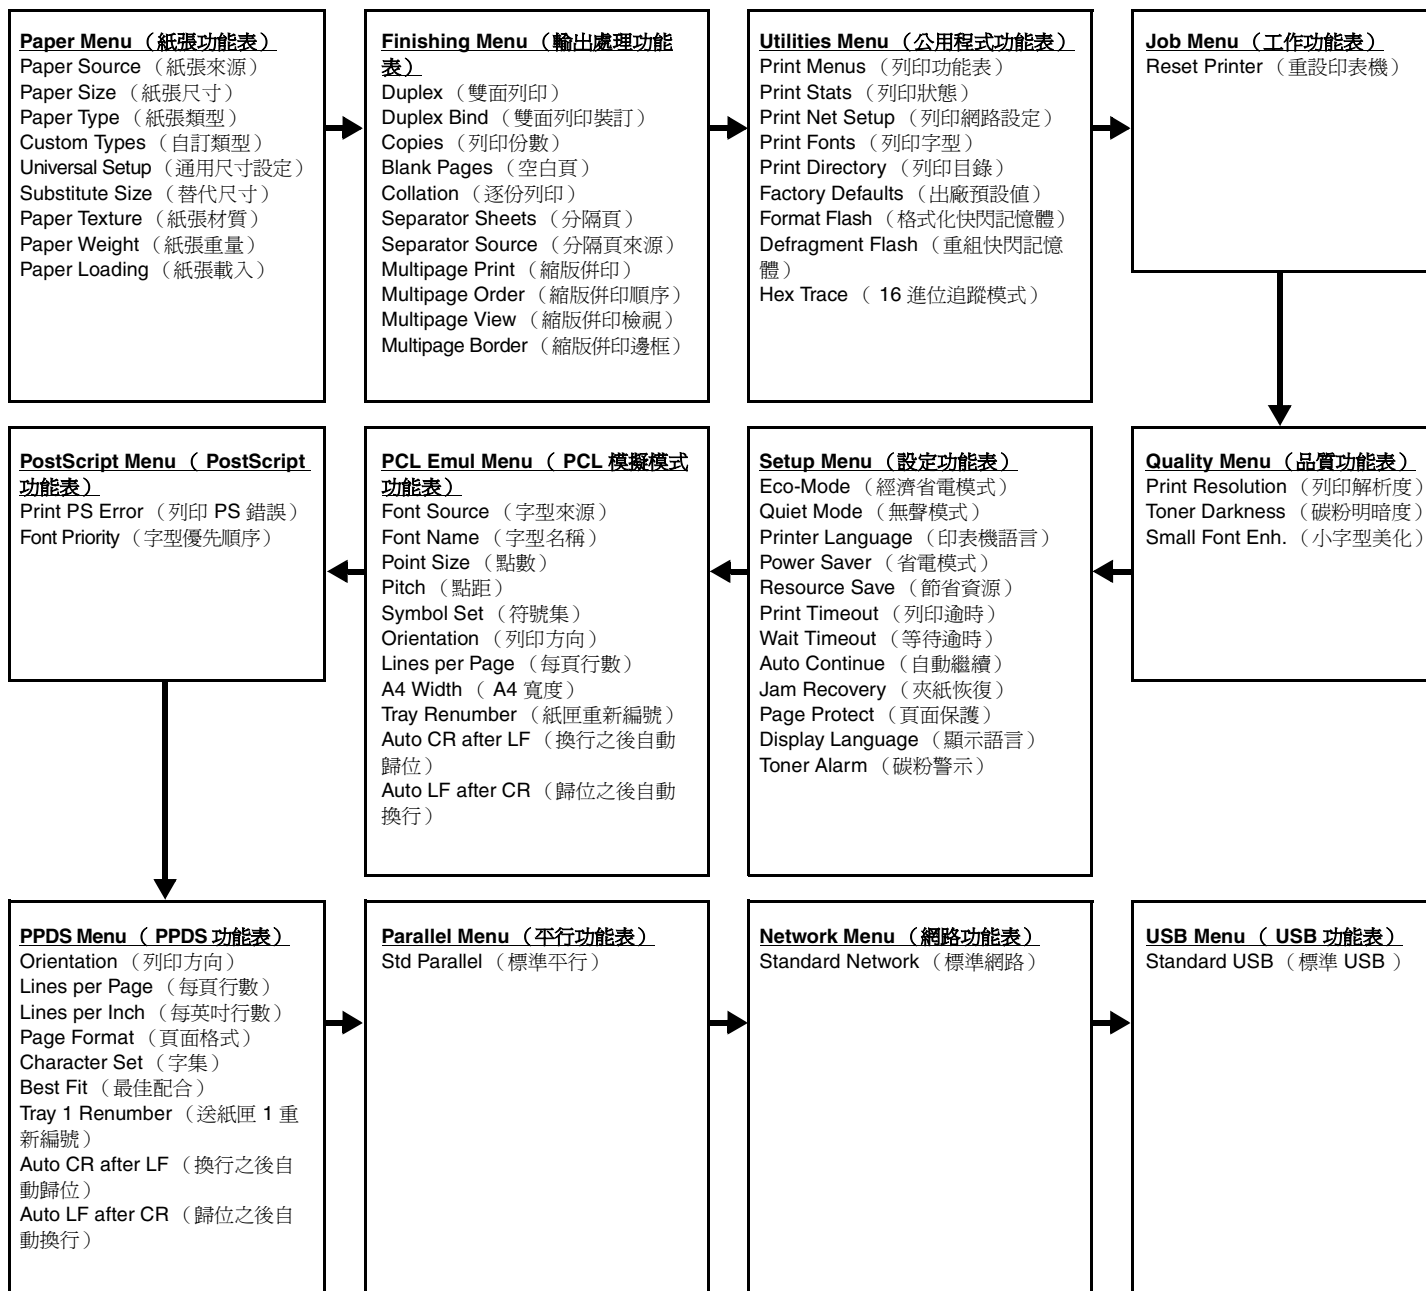 Paper Menu（紙張功能表）
Paper Source（紙張來源）
Paper Size（紙張尺寸）
Paper Type（紙張類型）
Custom Types（自訂類型）
Universal Setup（通用尺寸設定）
Substitute Size（替代尺寸）
Paper Texture（紙張材質）
Paper Weight（紙張重量）
Paper Loading（紙張載入）
Finishing Menu（輸出處理功能
表）
Duplex（雙面列印）
Duplex Bind（雙面列印裝訂）
Copies（列印份數）
Blank Pages（空白頁）
Collation（逐份列印）
Separator Sheets（分隔頁）
Separator Source（分隔頁來源）
Multipage Print（縮版併印）
Multipage Order（縮版併印順序）
Multipage View（縮版併印檢視）
Multipage Border（縮版併印邊框）
Utilities Menu（公用程式功能表）
Print Menus（列印功能表）
Print Stats（列印狀態）
Print Net Setup（列印網路設定）
Print Fonts（列印字型）
Print Directory（列印目錄）
Factory Defaults（出廠預設值）
Format Flash（格式化快閃記憶體）
Defragment Flash（重組快閃記憶
體）
Hex Trace（ 16 進位追蹤模式）
Job Menu（工作功能表）
Reset Printer（重設印表機）
PostScript Menu（ PostScript
功能表）
Print PS Error（列印 PS 錯誤）
Font Priority（字型優先順序）
PCL Emul Menu（ PCL 模擬模式
功能表）
Font Source（字型來源）
Font Name（字型名稱）
Point Size（點數）
Pitch（點距）
Symbol Set（符號集）
Orientation（列印方向）
Lines per Page（每頁行數）
A4 Width（ A4 寬度）
Tray Renumber（紙匣重新編號）
Auto CR after LF（換行之後自動
歸位）
Auto LF after CR（歸位之後自動
換行）
Setup Menu（設定功能表）
Eco-Mode（經濟省電模式）
Quiet Mode（無聲模式）
Printer Language（印表機語言）
Power Saver（省電模式）
Resource Save（節省資源）
Print Timeout（列印逾時）
Wait Timeout（等待逾時）
Auto Continue（自動繼續）
Jam Recovery（夾紙恢復）
Page Protect（頁面保護）
Display Language（顯示語言）
Toner Alarm（碳粉警示）
Quality Menu（品質功能表）
Print Resolution（列印解析度）
Toner Darkness（碳粉明暗度）
Small Font Enh.（小字型美化）
PPDS Menu（ PPDS 功能表）
Orientation（列印方向）
Lines per Page（每頁行數）
Lines per Inch（每英吋行數）
Page Format（頁面格式）
Character Set（字集）
Best Fit（最佳配合）
Tray 1 Renumber（送紙匣 1 重
新編號）
Auto CR after LF（換行之後自
動歸位）
Auto LF after CR（歸位之後自
動換行）
Parallel Menu（平行功能表）
Std Parallel（標準平行）
Network Menu（網路功能表）
Standard Network（標準網路）
USB Menu（ USB 功能表）
Standard USB（標準 USB ）